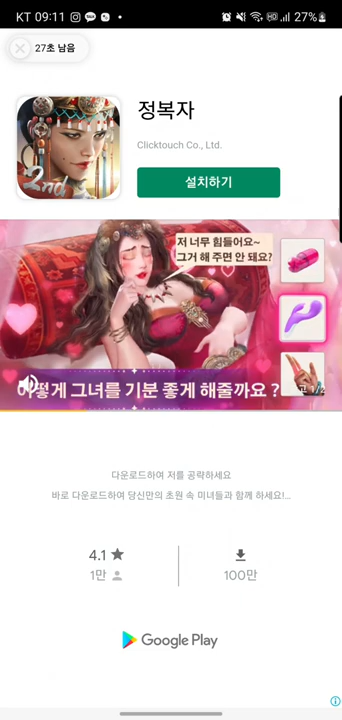 KT 09:11
27%
27초 남음
정복자
Clicktouch Co., Ltd.
2nd
설치하기
저 너무 힘들어요~
그거 해 주면 안 돼요?
어떻게 그녀를 기분 좋게 해줄까요 ?
고 1/2
다운로드하여 저를 공략하세요
바로 다운로드하여 당신만의 초원 속 미녀들과 함께 하세요!...
4.1 ★
1만
100만
Google Play